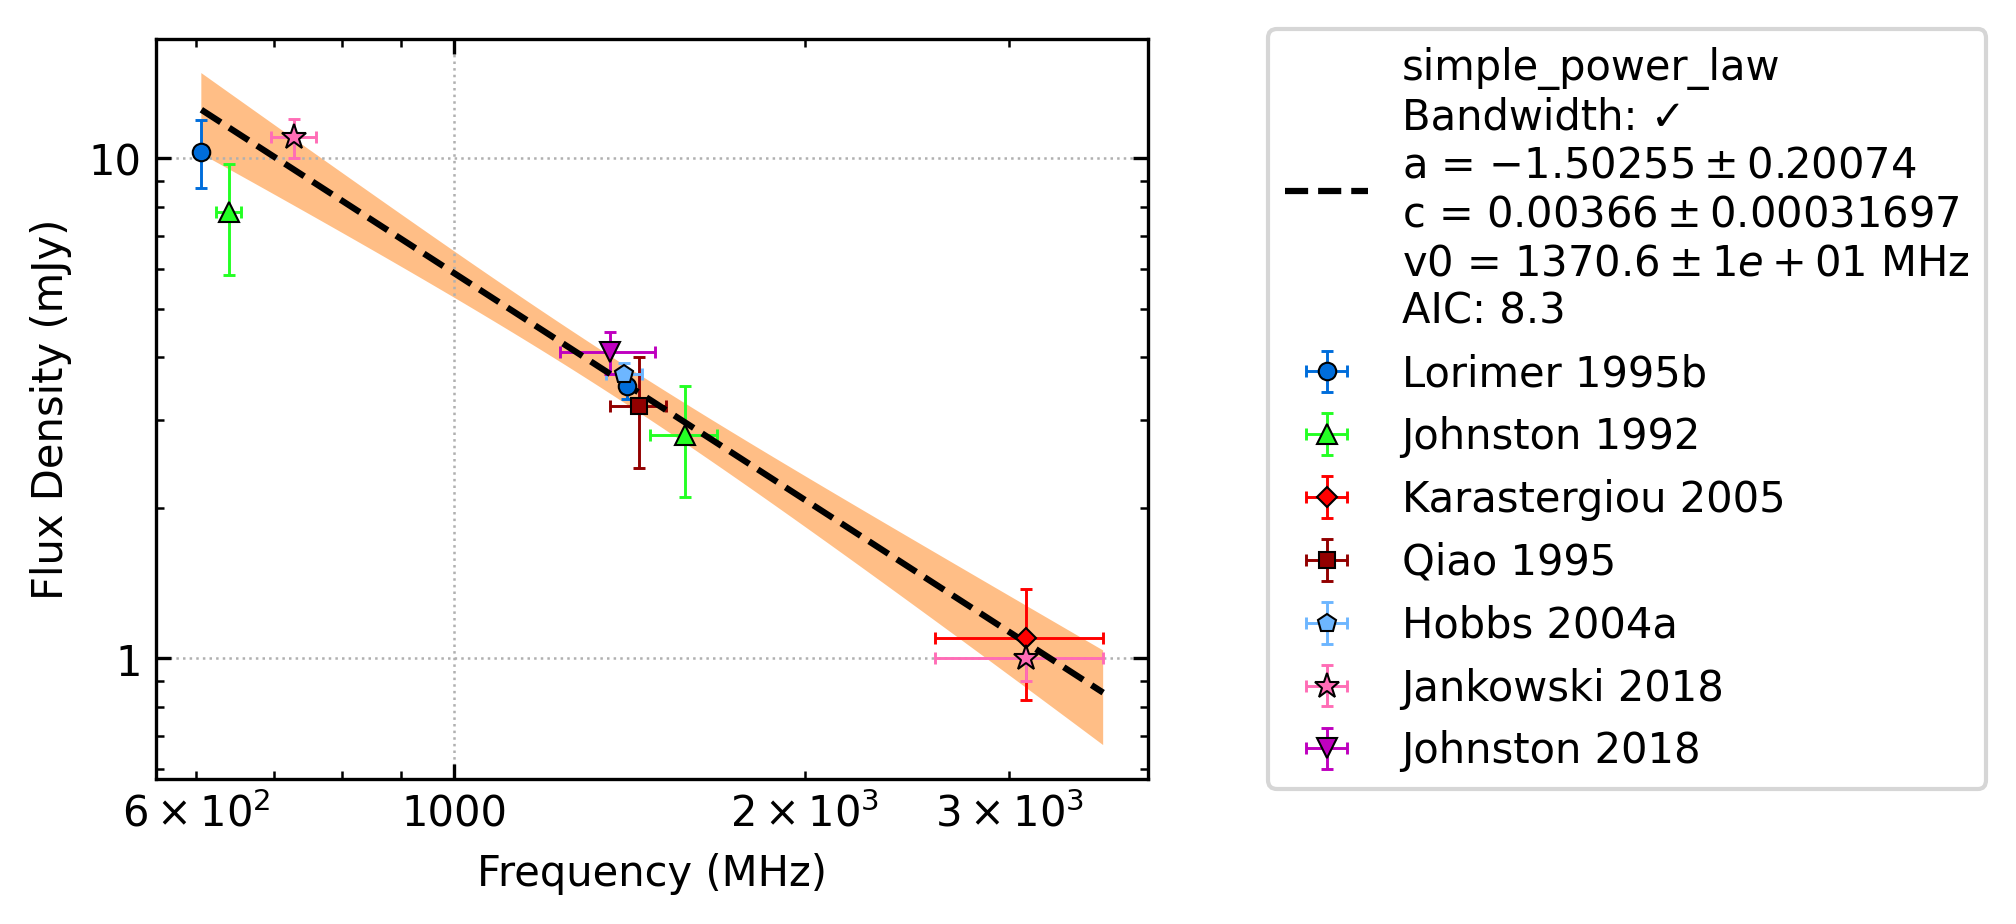 10
1
Flux Density (mJy)
6 × 10²
1000
2 × 10³
3 × 10³
Frequency (MHz)
simple_power_law
Bandwidth: ✓
a = −1.50255 ± 0.20074
c = 0.00366 ± 0.00031697
v0 = 1370.6 ± 1e + 01 MHz
AIC: 8.3
Lorimer 1995b
Johnston 1992
Karastergiou 2005
Qiao 1995
Hobbs 2004a
Jankowski 2018
Johnston 2018